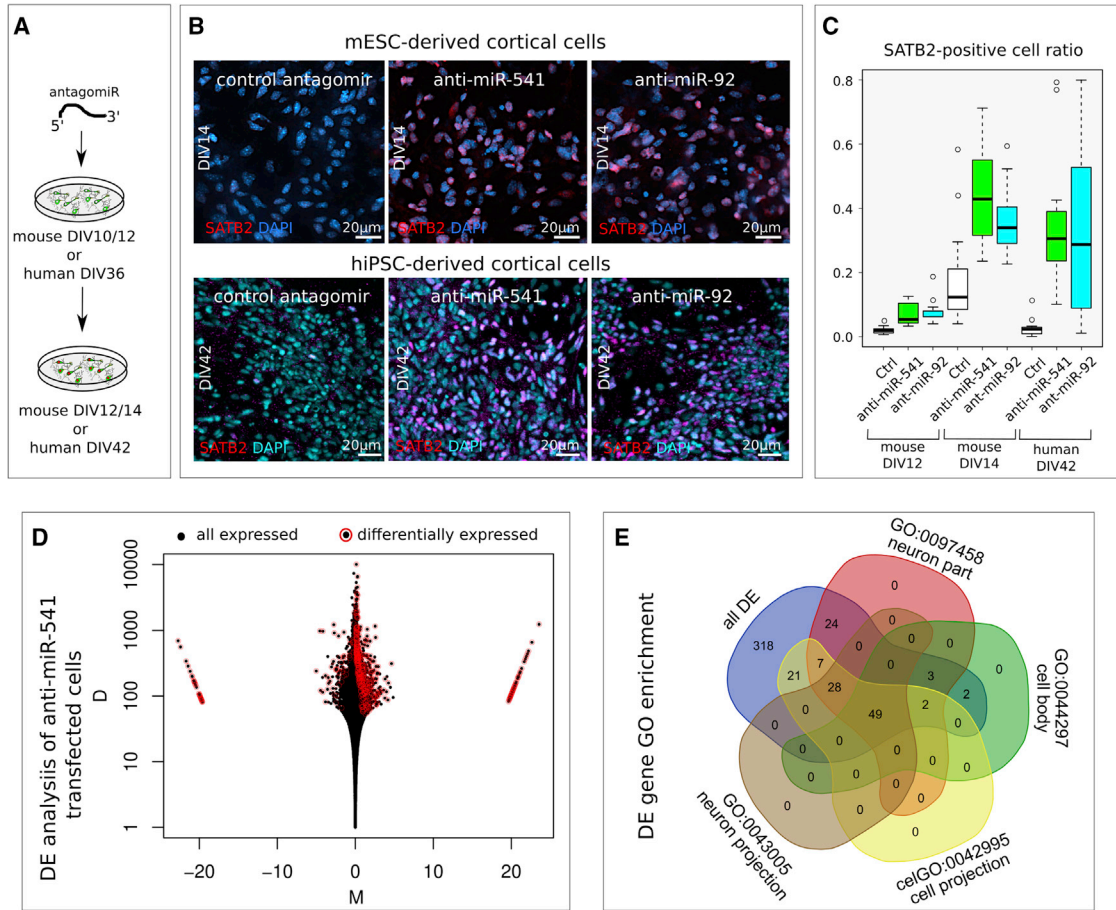 A
antagomiR
5' 3'
mouse DIV10/12
or
human DIV36
mouse DIV12/14
or
human DIV42
B
mESC-derived cortical cells
control antagomir
anti-miR-541
anti-miR-92
DIV14
SATB2 DAPI
20μm
SATB2 DAPI
20μm
SATB2 DAPI
20μm
hiPSC-derived cortical cells
control antagomir
anti-miR-541
anti-miR-92
DIV42
SATB2 DAPI
20μm
DIV42
SATB2 DAPI
20μm
DIV42
SATB2 DAPI
20μm
C
SATB2-positive cell ratio
0.8
0.6
0.4
0.2
0.0
Ctrl
anti-miR-541
ant-miR-92
Ctrl
anti-miR-541
ant-miR-92
Ctrl
anti-miR-541
ant-miR-92
mouse
DIV12
mouse
DIV14
human
DIV42
D
all expressed
differentially expressed
DE analysiis of anti-miR-541
transfected cells
D
10000
1000
100
10
1
−20
−10
0
10
20
M
E
DE gene GO enrichment
GO:0097458
neuron part
all DE
GO:0044297
cell body
GO:0043005
neuron projection
celGO:0042995
cell projection
0
318
24
0
0
0
0
0
0
3
2
21
7
28
0
49
2
0
0
0
0
0
0
0
0
0
0
0
0
0
0